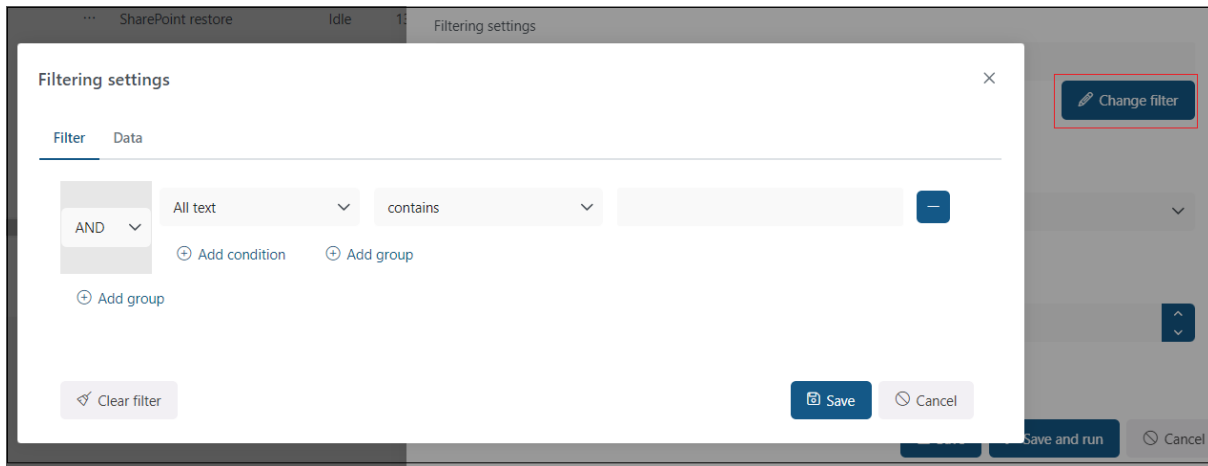 ··· SharePoint restore Idle 13
Filtering settings
Filtering settings
Change filter
Filter Data
All text contains
AND
Add condition Add group
Add group
Clear filter Save Cancel
Save and run Cancel